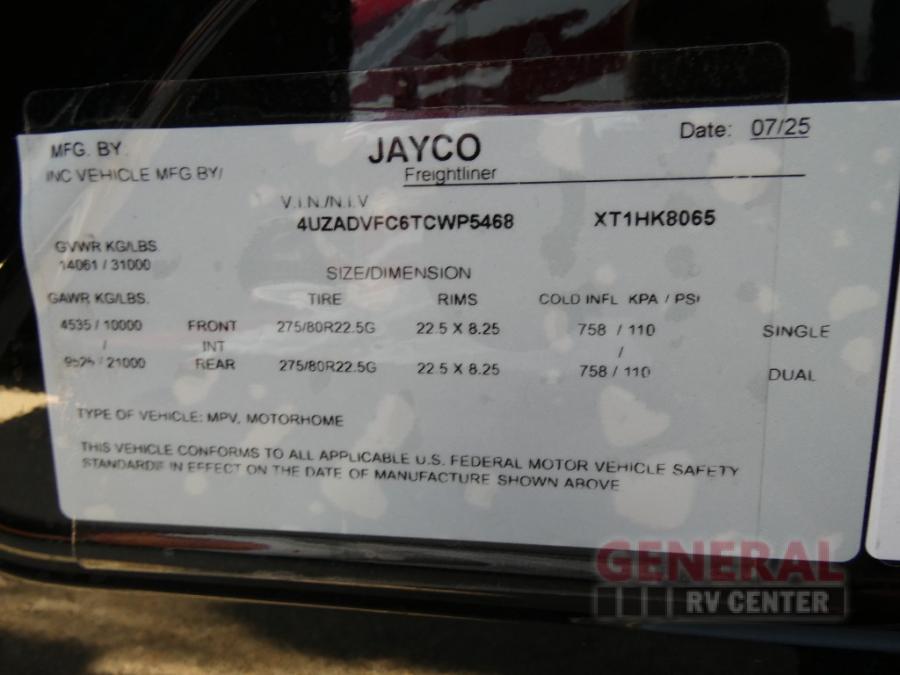 MFG. BY JAYCO Date: 07/25
INC VEHICLE MFG BY/ Freightliner
V.I.N./N.I.V
4UZADVFC6TCWP5468 XT1HK8065
GVWR KG/LBS
14061 / 31000
SIZE/DIMENSION
GAWR KG/LBS. TIRE RIMS COLD INFL KPA / PSI
4535 / 10000 FRONT 275/80R22.5G 22.5 X 8.25 758 / 110 SINGLE
/ INT /
9525 / 21000 REAR 275/80R22.5G 22.5 X 8.25 758 / 110 DUAL
TYPE OF VEHICLE: MPV, MOTORHOME
THIS VEHICLE CONFORMS TO ALL APPLICABLE U.S. FEDERAL MOTOR VEHICLE SAFETY
IN EFFECT ON THE DATE OF MANUFACTURE SHOWN ABOVE
GENERAL
RV CENTER